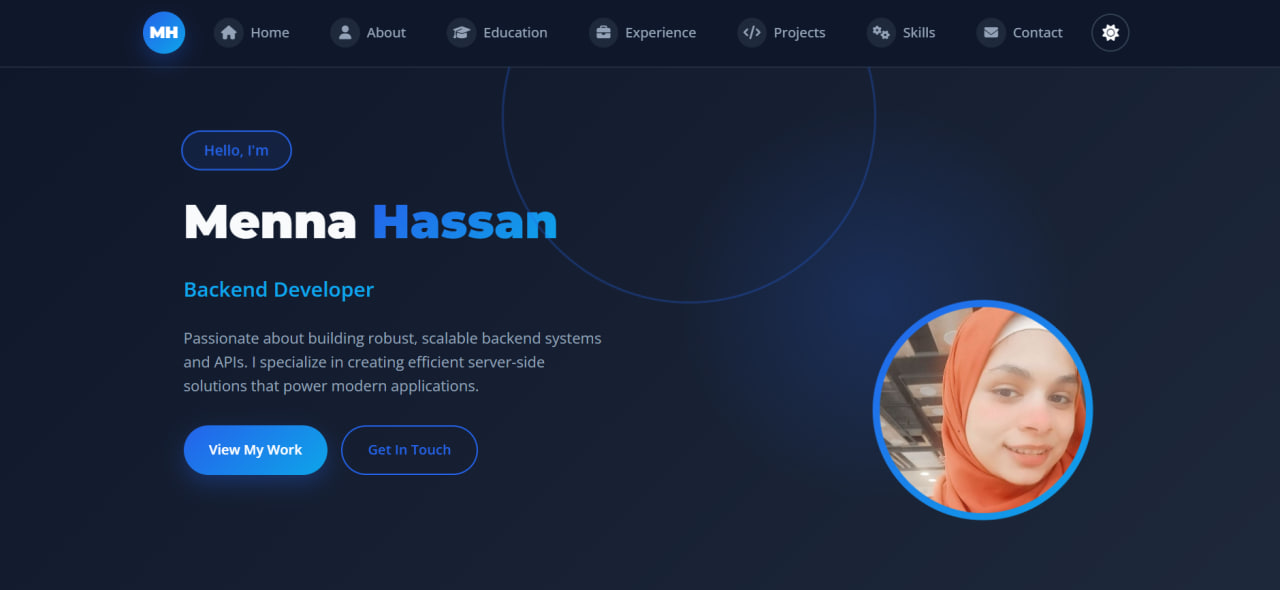 MH Home About Education Experience Projects Skills Contact
Hello, I'm
Menna Hassan
Backend Developer
Passionate about building robust, scalable backend systems
and APIs. I specialize in creating efficient server-side
solutions that power modern applications.
View My Work Get In Touch